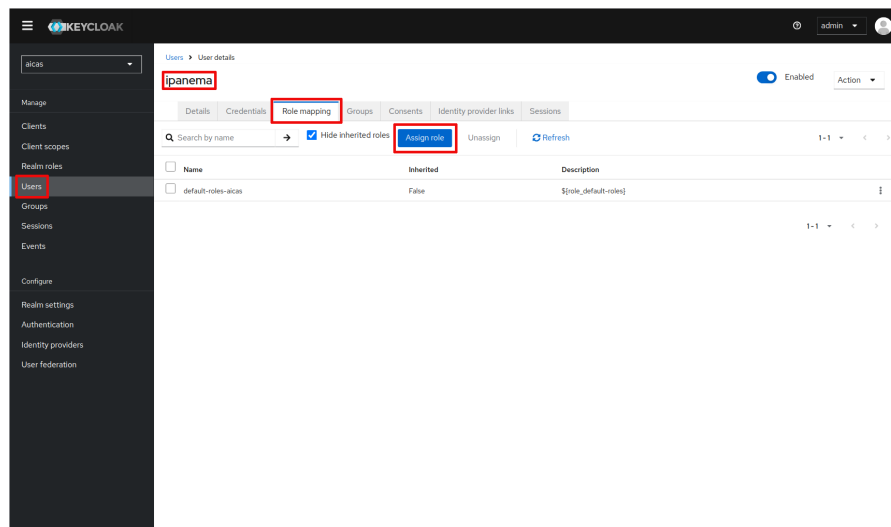 KEYCLOAK
admin
aicas
Manage
Clients
Client scopes
Realm roles
Users
Groups
Sessions
Events
Configure
Realm settings
Authentication
Identity providers
User federation
Users > User details
ipanema
Enabled
Action
Details Credentials Role mapping Groups Consents Identity provider links Sessions
Search by name → Hide inherited roles Assign role Unassign Refresh 1-1
Name Inherited Description
default-roles-aicas False ${role_default-roles}
1-1